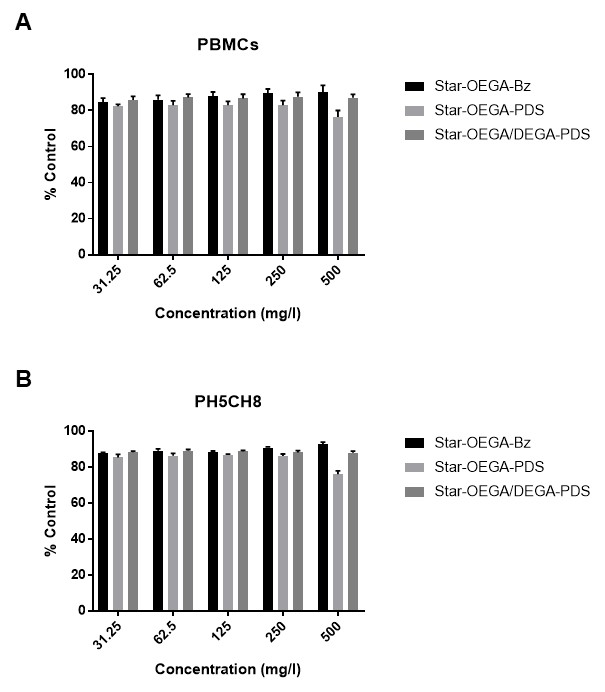 A
PBMCs
% Control
100
80
60
40
20
0
31.25
62.5
125
250
500
Concentration (mg/l)
Star-OEGA-Bz
Star-OEGA-PDS
Star-OEGA/DEGA-PDS
B
PH5CH8
% Control
100
80
60
40
20
0
31.25
62.5
125
250
500
Concentration (mg/l)
Star-OEGA-Bz
Star-OEGA-PDS
Star-OEGA/DEGA-PDS